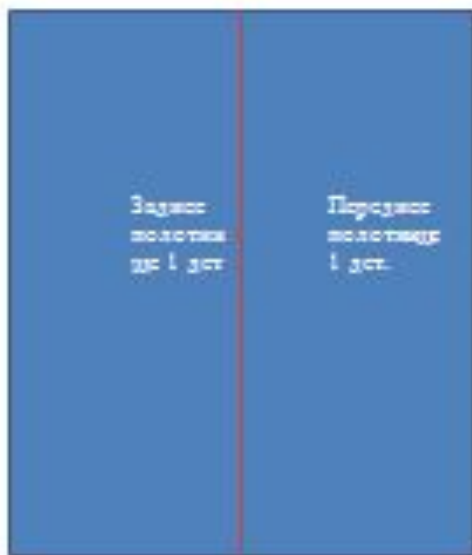 Заднее
полотни
ще 1 дет
Переднее
полотнище
1 дет.